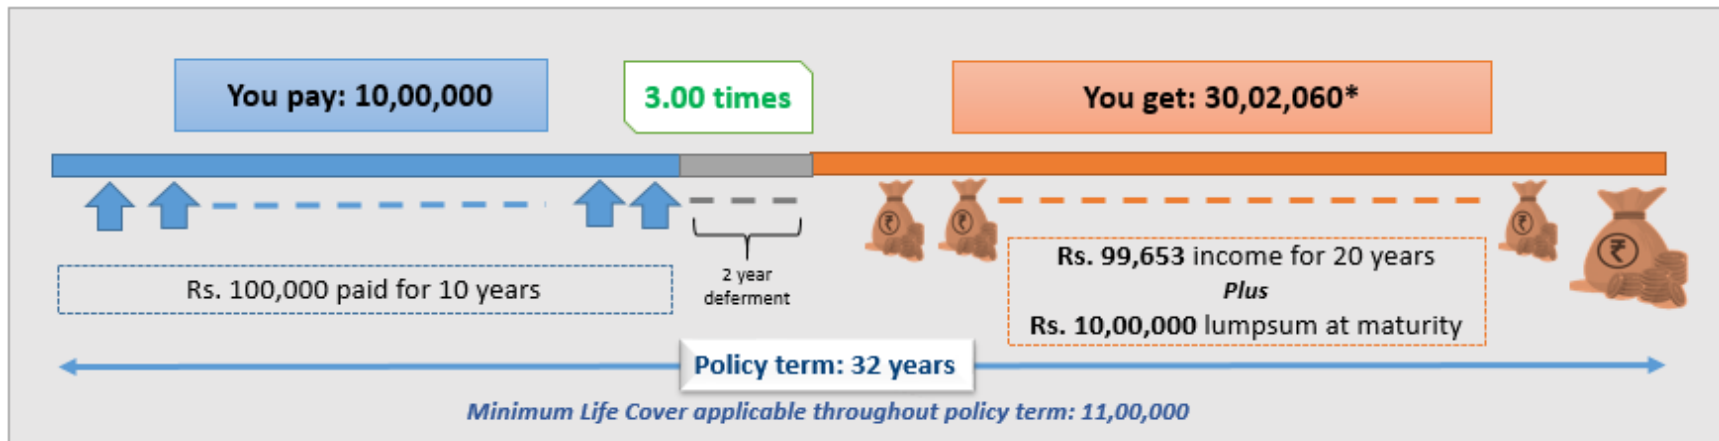 You pay: 10,00,000
3.00 times
You get: 30,02,060*
Rs. 100,000 paid for 10 years
2 year
deferment
Rs. 99,653 income for 20 years
Plus
Rs. 10,00,000 lumpsum at maturity
Policy term: 32 years
Minimum Life Cover applicable throughout policy term: 11,00,000
₹
₹
₹
₹